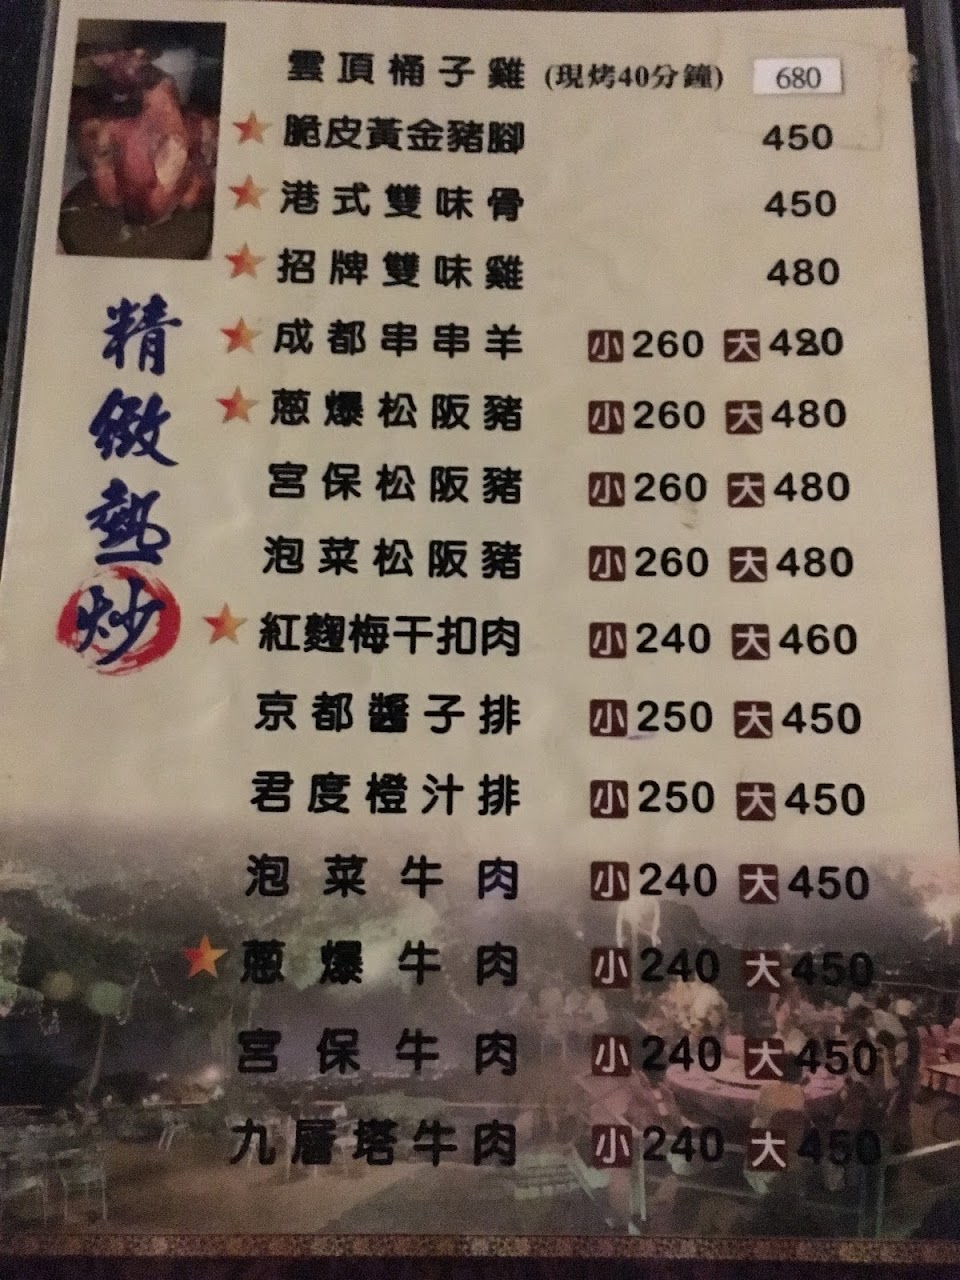 雲頂桶子雞 (現烤40分鐘) 680
脆皮黃金豬腳 450
港式雙味骨 450
招牌雙味雞 480
成都串串羊 小260 大480
蔥爆松阪豬 小260 大480
宮保松阪豬 小260 大480
泡菜松阪豬 小260 大480
紅麴梅干扣肉 小240 大460
京都醬子排 小250 大450
君度橙汁排 小250 大450
泡菜牛肉 小240 大450
蔥爆牛肉 小240 大450
宮保牛肉 小240 大450
九層塔牛肉 小240 大450
精緻熱炒